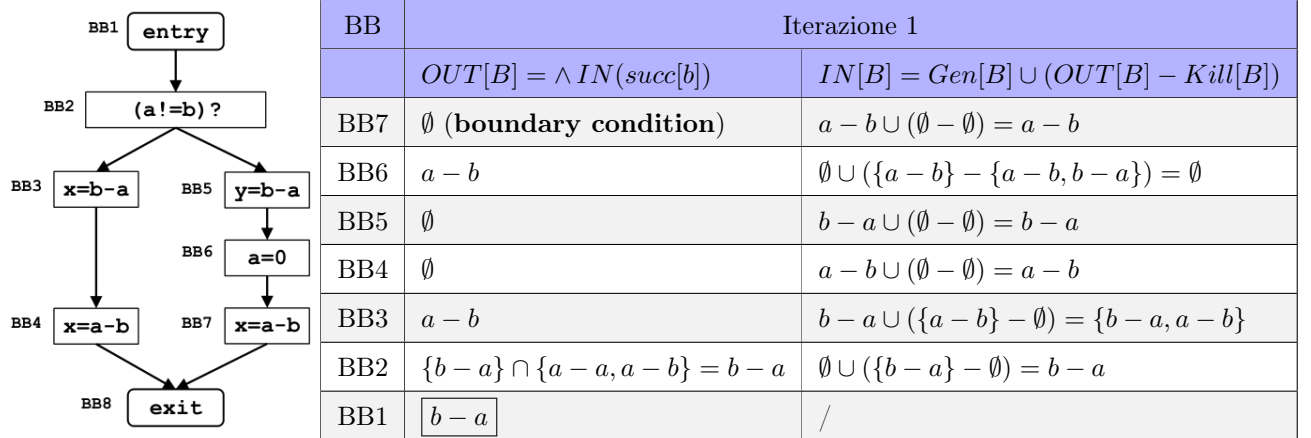 BB1 entry
BB2 (a!=b)?
BB3 x=b-a BB5 y=b-a
BB6 a=0
BB4 x=a-b BB7 x=a-b
BB8 exit
BB Iterazione 1
OUT[B] = ∧ IN(succ[b]) IN[B] = Gen[B] ∪ (OUT[B] − Kill[B])
BB7 ∅ (boundary condition) a − b ∪ (∅ − ∅) = a − b
BB6 a − b ∅ ∪ ({a − b} − {a − b, b − a}) = ∅
BB5 ∅ b − a ∪ (∅ − ∅) = b − a
BB4 ∅ a − b ∪ (∅ − ∅) = a − b
BB3 a − b b − a ∪ ({a − b} − ∅) = {b − a, a − b}
BB2 {b − a} ∩ {a − a, a − b} = b − a ∅ ∪ ({b − a} − ∅) = b − a
BB1 b − a /